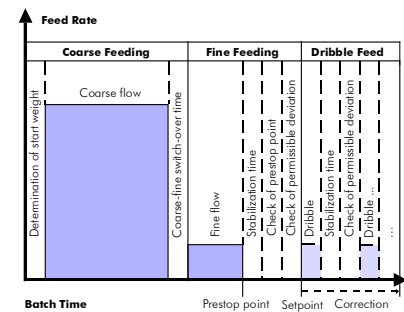 Feed Rate
Coarse Feeding
Fine Feeding
Dribble Feed
Determination of start weight
Coarse flow
Coarse-fine switch-over time
Fine flow
Stabilization time
Check of prestop point
Check of permissible deviation
Dribble
Stabilization time
Check of permissible deviation
Dribble ...
...
Batch Time
Prestop point
Setpoint
Correction